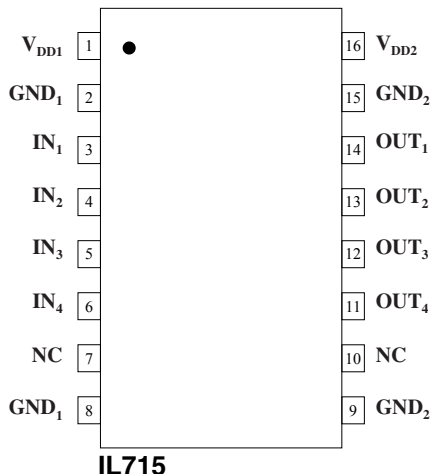 V_DD1 1 16 V_DD2
GND_1 2 15 GND_2
IN_1 3 14 OUT_1
IN_2 4 13 OUT_2
IN_3 5 12 OUT_3
IN_4 6 11 OUT_4
NC 7 10 NC
GND_1 8 9 GND_2
IL715